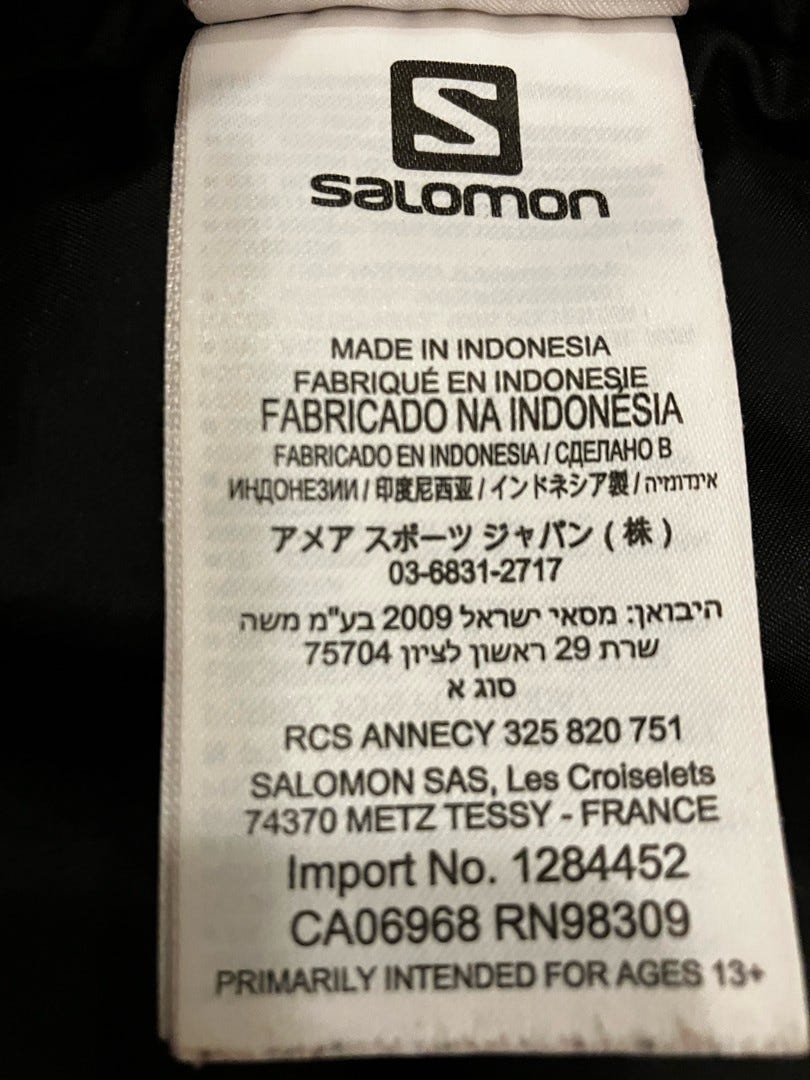 S
SALOMON
MADE IN INDONESIA
FABRIQUÉ EN INDONESIE
FABRICADO NA INDONÉSIA
FABRICADO EN INDONESIA / СДЕЛАНО В
ИНДОНЕЗИИ / 印度尼西亚 / インドネシア製 / אינדונזיה
アメア スポーツ ジャパン ( 株 )
03-6831-2717
היבואן: מסאי ישראל 2009 בע"מ משה
שרת 29 ראשון לציון 75704
סוג א
RCS ANNECY 325 820 751
SALOMON SAS, Les Croiselets
74370 METZ TESSY - FRANCE
Import No. 1284452
CA06968 RN98309
PRIMARILY INTENDED FOR AGES 13+